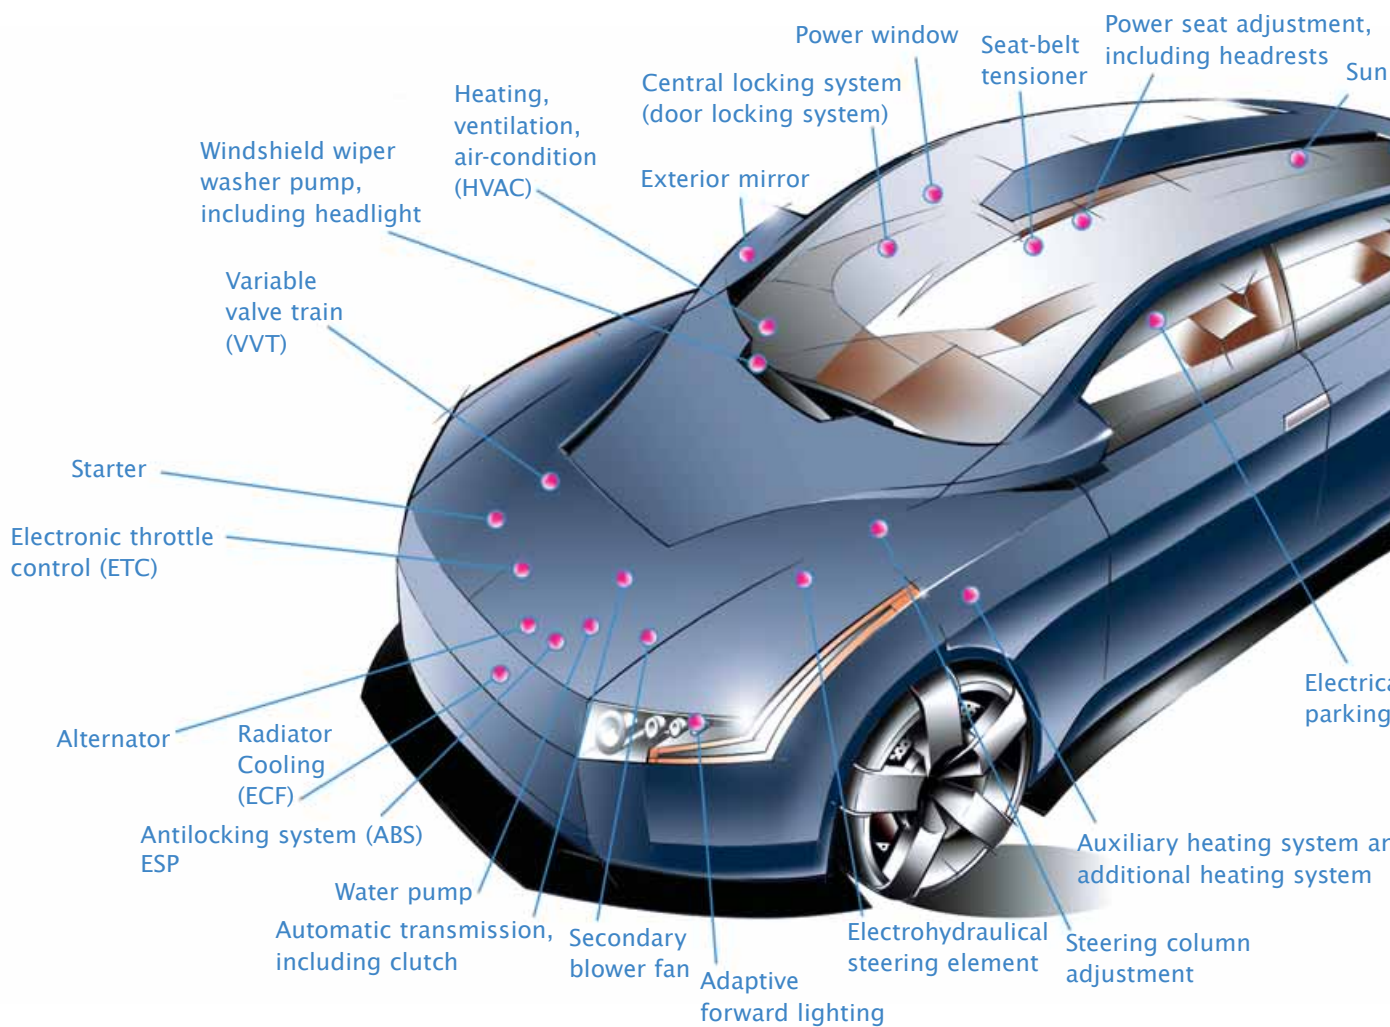 Power window
Seat-belt
tensioner
Power seat adjustment,
including headrests
Sun
Central locking system
(door locking system)
Heating,
ventilation,
air-condition
(HVAC)
Exterior mirror
Windshield wiper
washer pump,
including headlight
Variable
valve train
(VVT)
Starter
Electronic throttle
control (ETC)
Alternator
Radiator
Cooling
(ECF)
Antilocking system (ABS)
ESP
Water pump
Automatic transmission,
including clutch
Secondary
blower fan
Adaptive
forward lighting
Electrohydraulical
steering element
Steering column
adjustment
Auxiliary heating system
additional heating system
parking